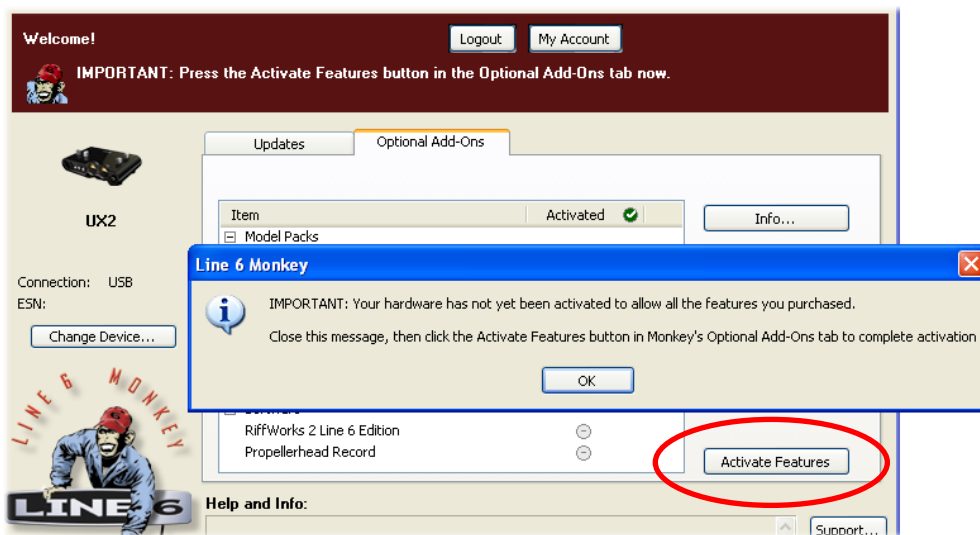 Welcome!
Logout
My Account
IMPORTANT: Press the Activate Features button in the Optional Add-Ons tab now.
Updates
Optional Add-Ons
UX2
Item
Activated
Info...
Model Packs
Line 6 Monkey
Connection: USB
ESN:
IMPORTANT: Your hardware has not yet been activated to allow all the features you purchased.
Change Device...
Close this message, then click the Activate Features button in Monkey's Optional Add-Ons tab to complete activation
OK
LINE 6 MONKEY
RiffWorks 2 Line 6 Edition
Propellerhead Record
Activate Features
LINE 6
Help and Info:
Support...